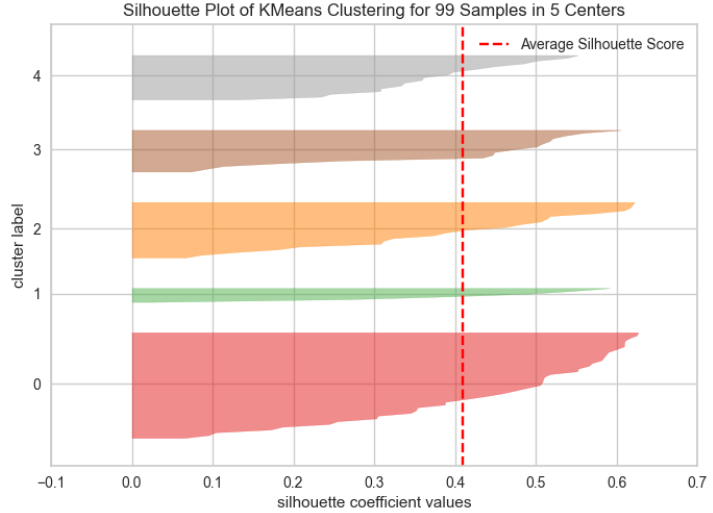 Silhouette Plot of KMeans Clustering for 99 Samples in 5 Centers
Average Silhouette Score
cluster label
4
3
2
1
0
−0.1 0.0 0.1 0.2 0.3 0.4 0.5 0.6 0.7
silhouette coefficient values